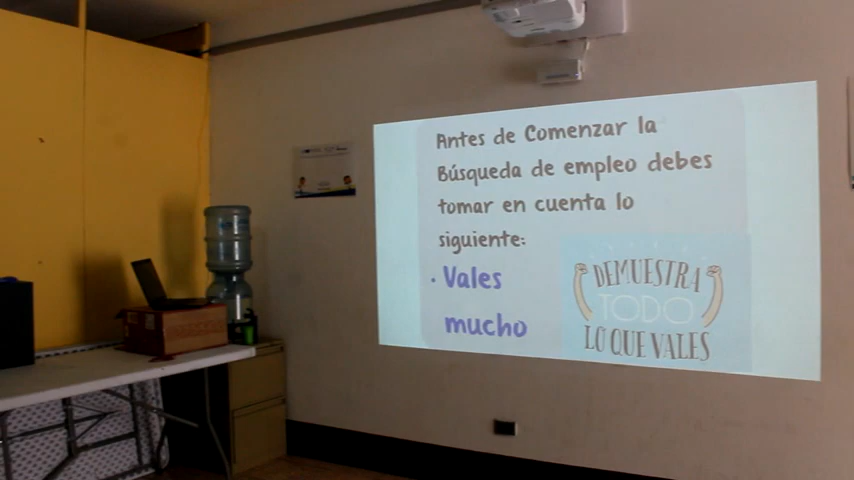 Antes de Comenzar la
Búsqueda de empleo debes
tomar en cuenta lo
siguiente:
· Vales
mucho
DEMUESTRA
TODO
LO QUE VALES